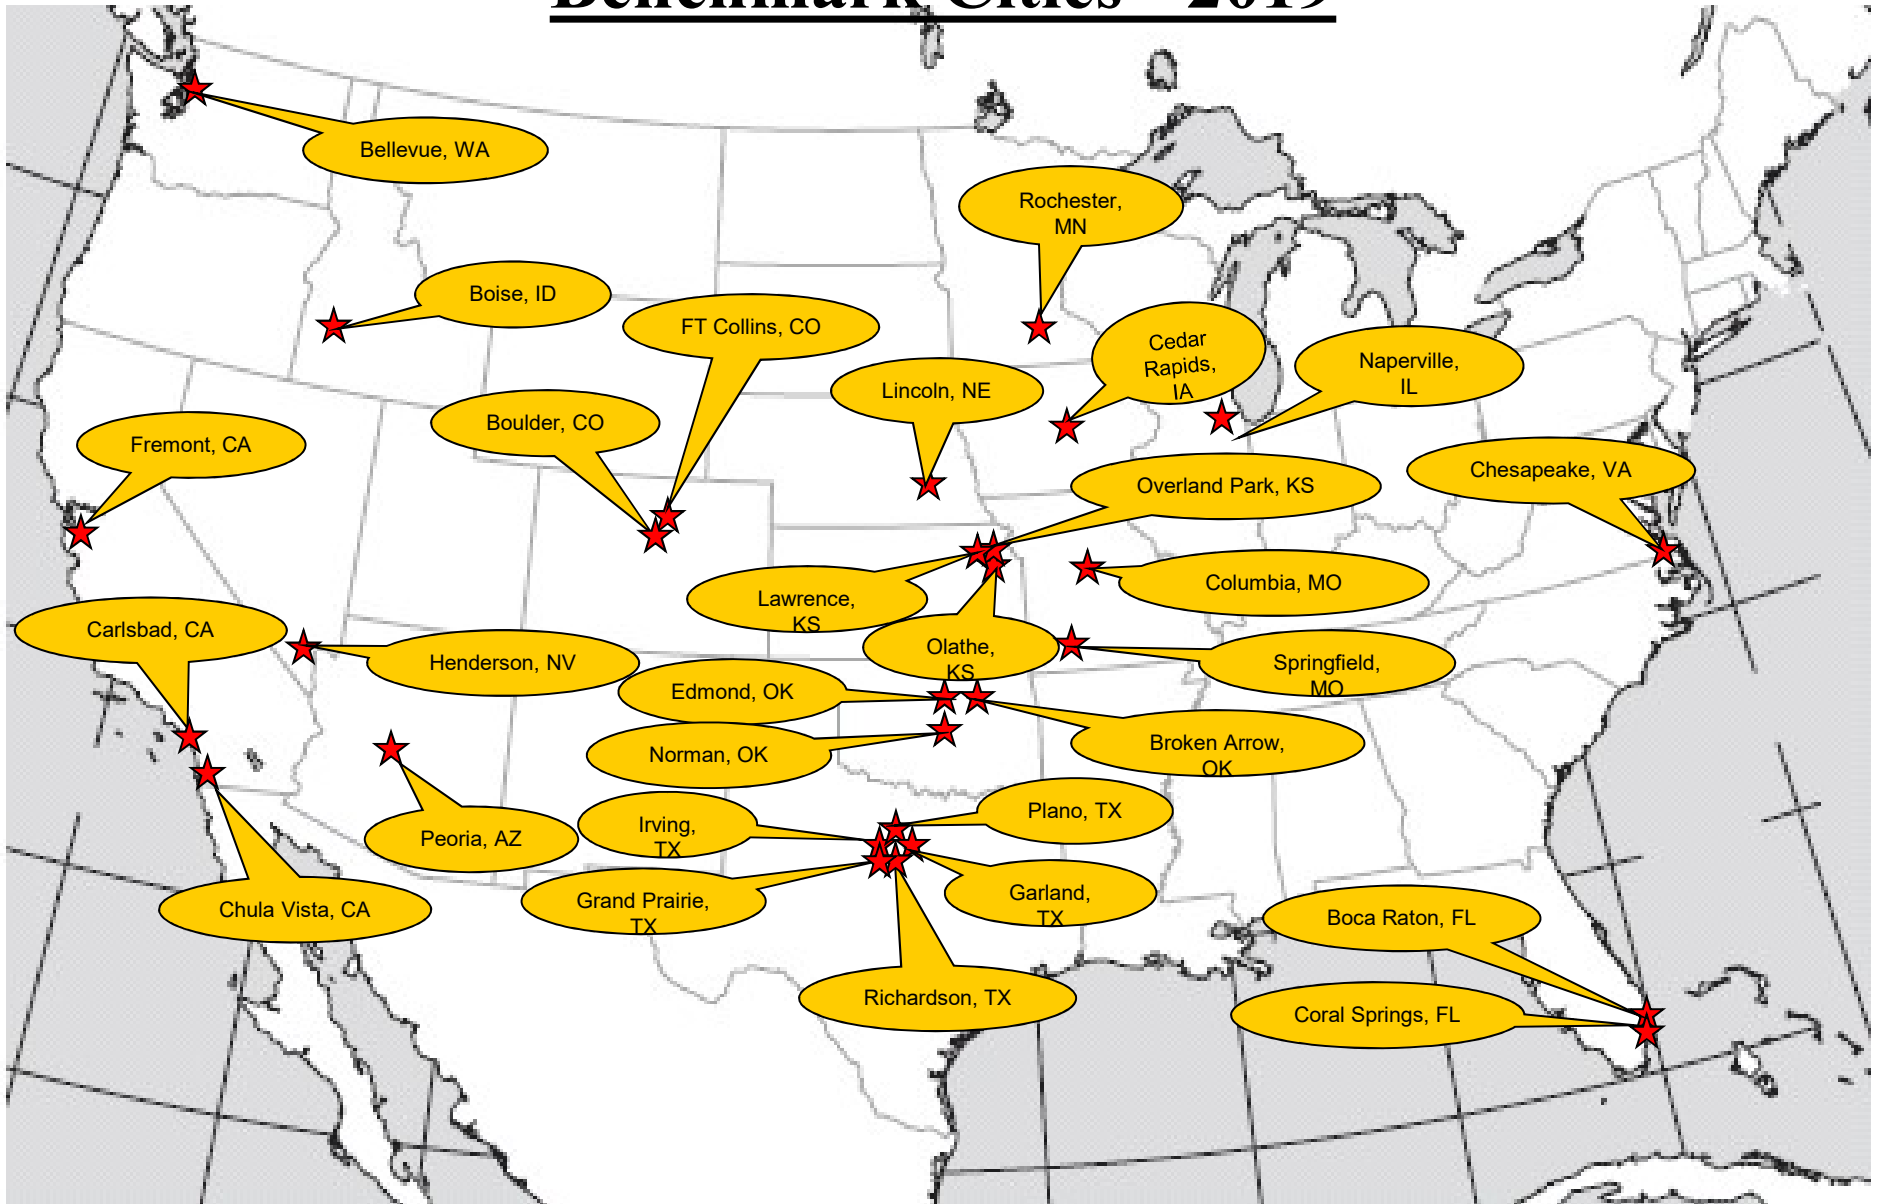 Benchmark Cities - 2019
Bellevue, WA
Rochester,
MN
Boise, ID
FT Collins, CO
Cedar
Rapids,
IA
Naperville,
IL
Lincoln, NE
Boulder, CO
Fremont, CA
Chesapeake, VA
Overland Park, KS
Columbia, MO
Lawrence,
KS
Carlsbad, CA
Olathe,
KS
Henderson, NV
Springfield,
MO
Edmond, OK
Norman, OK
Broken Arrow,
OK
Plano, TX
Irving,
TX
Peoria, AZ
Grand Prairie,
TX
Garland,
TX
Chula Vista, CA
Boca Raton, FL
Richardson, TX
Coral Springs, FL